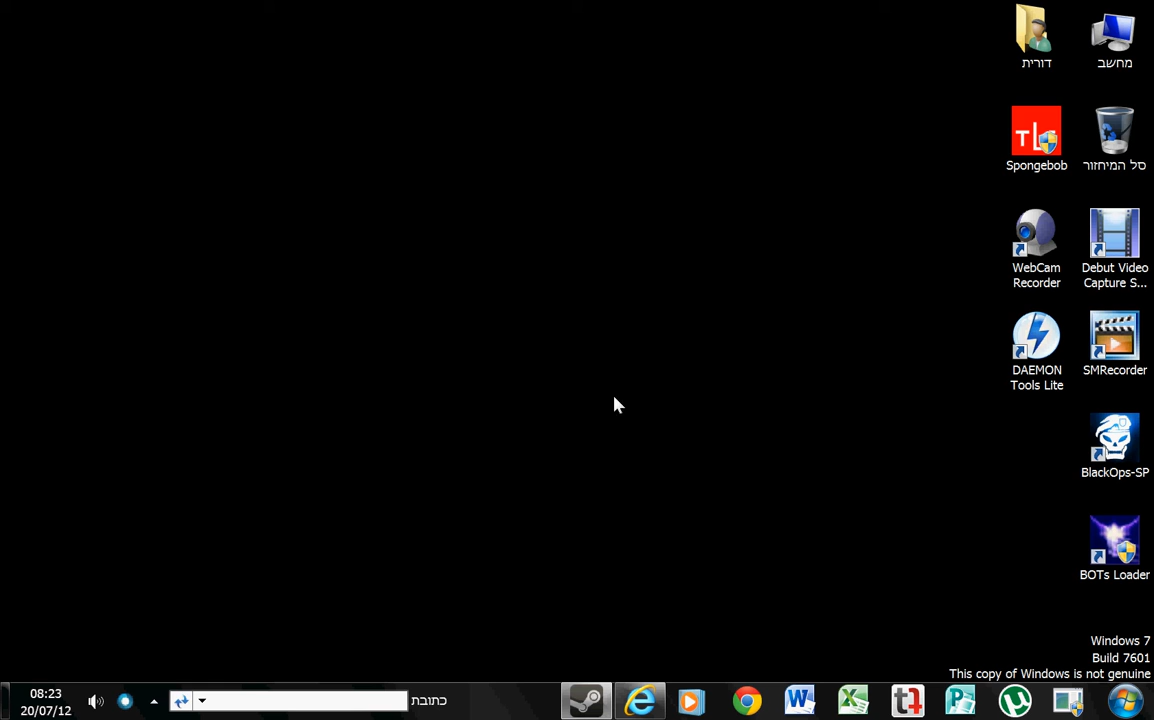 מחשב
דורית
סל המיחזור
Spongebob
Debut Video
Capture S...
WebCam
Recorder
SMRecorder
DAEMON
Tools Lite
BlackOps-SP
BOTs Loader
Windows 7
Build 7601
This copy of Windows is not genuine
כתובת
08:23
20/07/12